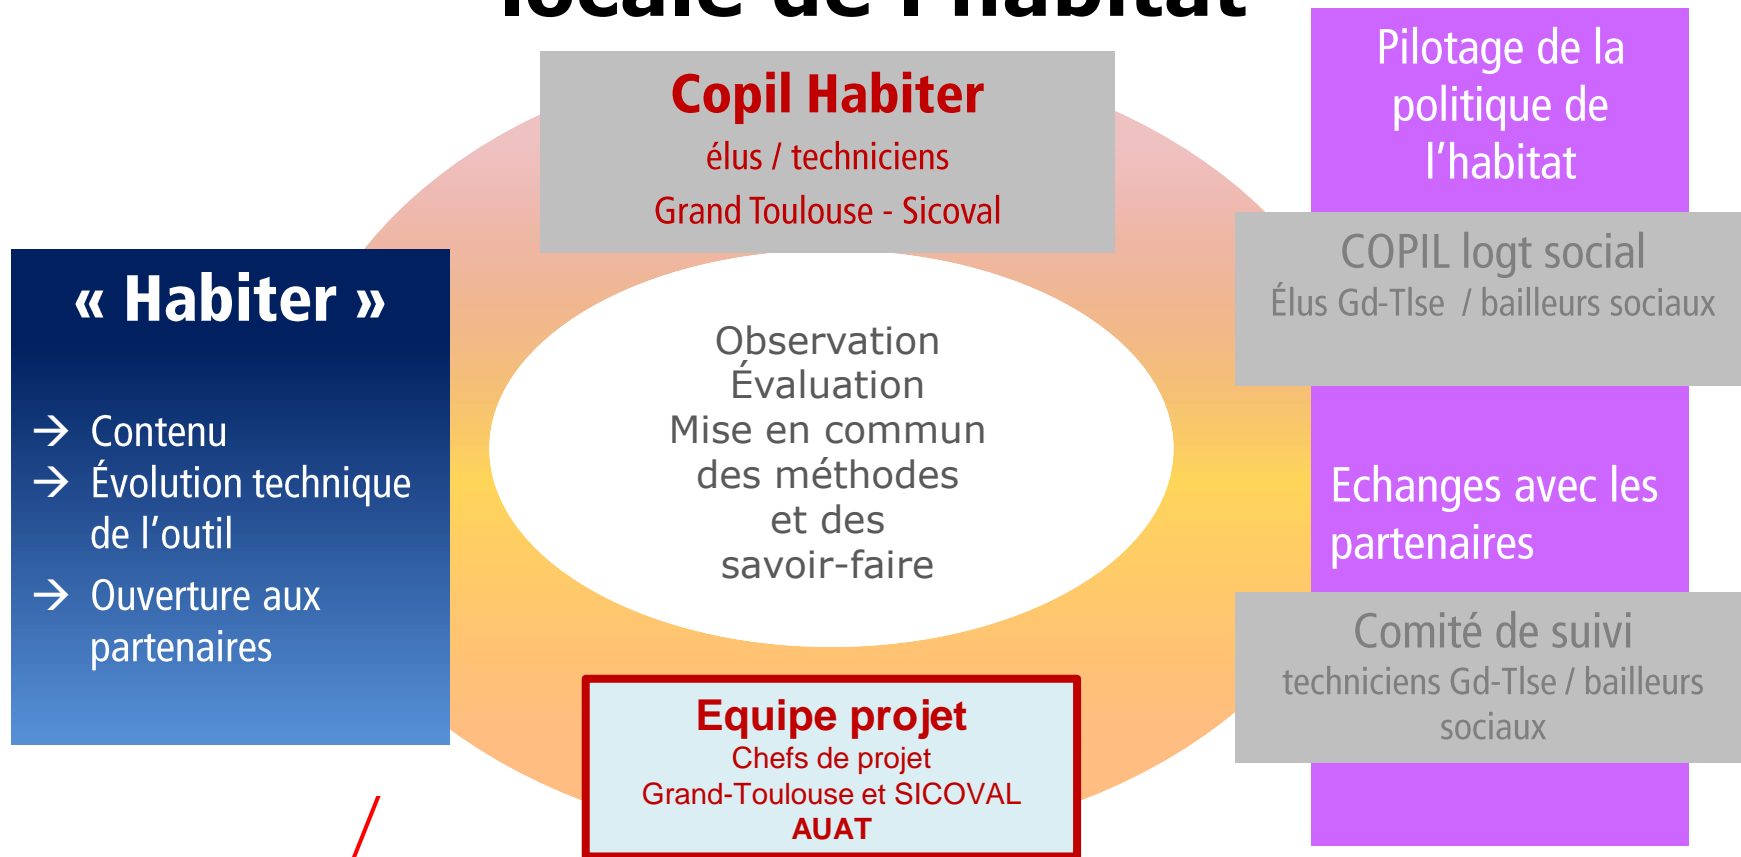 locale de l'habitat
Copil Habiter
élus / techniciens
Grand Toulouse - Sicoval
« Habiter »
→ Contenu
→ Évolution technique
de l’outil
→ Ouverture aux
partenaires
Observation
Évaluation
Mise en commun
des méthodes
et des
savoir-faire
Equipe projet
Chefs de projet
Grand-Toulouse et SICOVAL
AUAT
/
Pilotage de la
politique de
l’habitat
COPIL logt social
Élus Gd-Tlse / bailleurs sociaux
Echanges avec les
partenaires
Comité de suivi
techniciens Gd-Tlse / bailleurs
sociaux